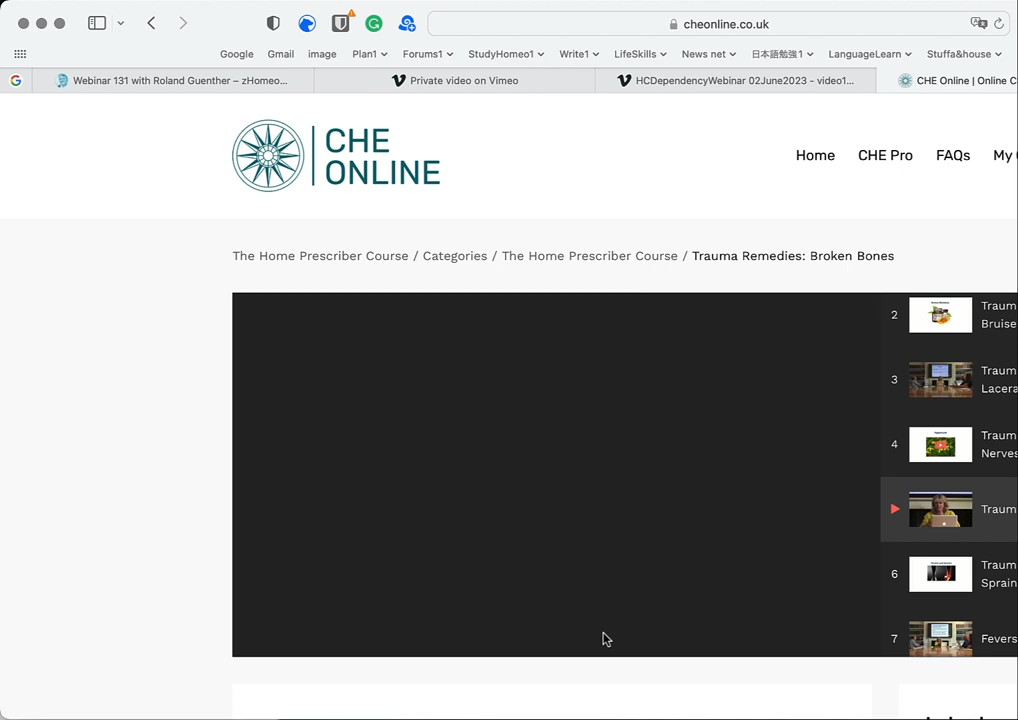 cheonline.co.uk
Google Gmail image Plan1 Forums1 StudyHomeo1 Write1 LifeSkills News net 日本語勉強1 LanguageLearn Stuffa&house
Webinar 131 with Roland Guenther – zHomeo... Private video on Vimeo HCDependencyWebinar 02June2023 - video1... CHE Online | Online C
CHE
ONLINE
Home CHE Pro FAQs My
The Home Prescriber Course / Categories / The Home Prescriber Course / Trauma Remedies: Broken Bones
2 Traum
Bruise
3 Traum
Lacera
4 Traum
Nerves
Traum
6 Traum
Sprain
7 Fevers